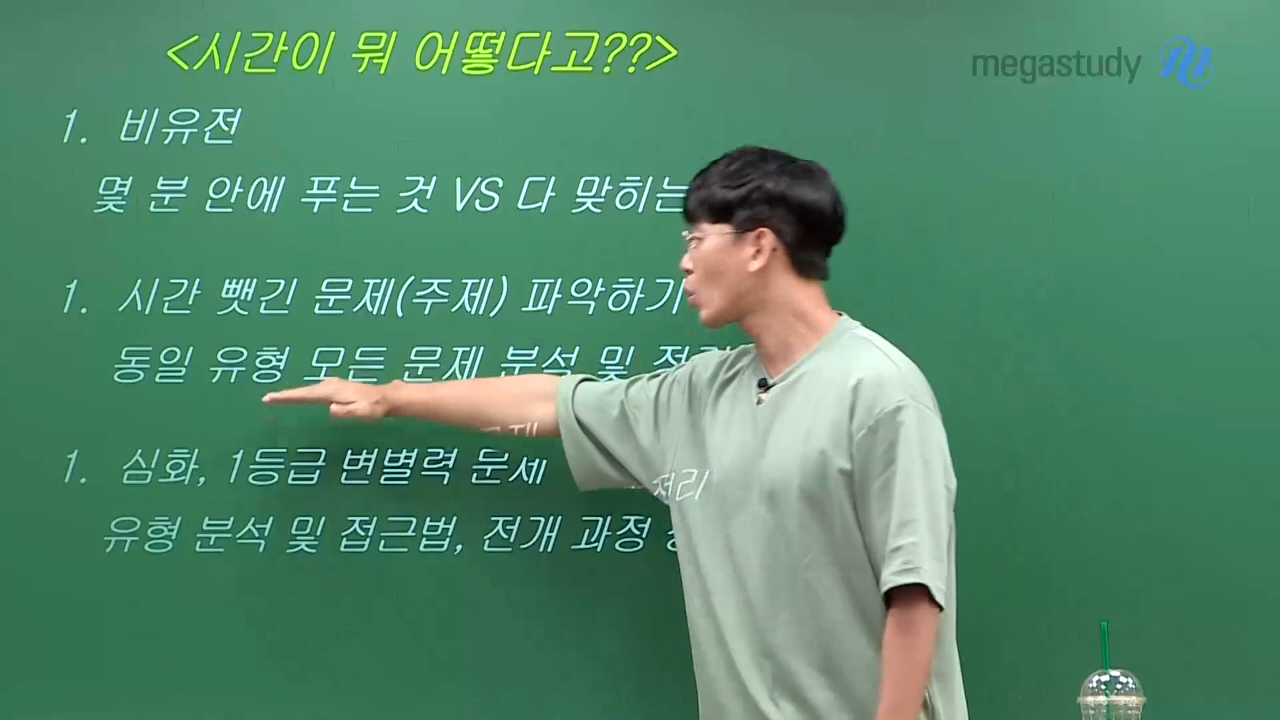 <시간이 뭐 어떻다고??>
megastudy
1. 비유전
몇 분 안에 푸는 것 VS 다 맞히는
1. 시간 뺏긴 문제(주제) 파악하기
동일 유형 모든 문제 분석 및
1. 심화, 1등급 변별력 문제
유형 분석 및 접근법, 전개 과정